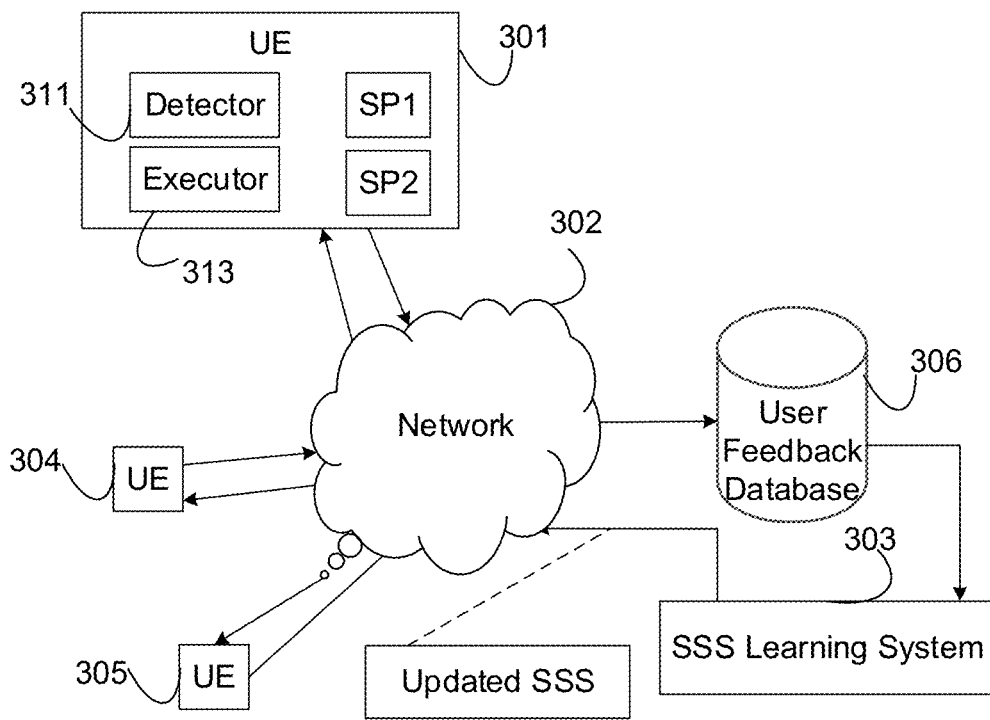 UE
301
311
Detector
SP1
Executor
SP2
313
302
306
Network
User
Feedback
Database
304
UE
303
305
UE
Updated SSS
SSS Learning System